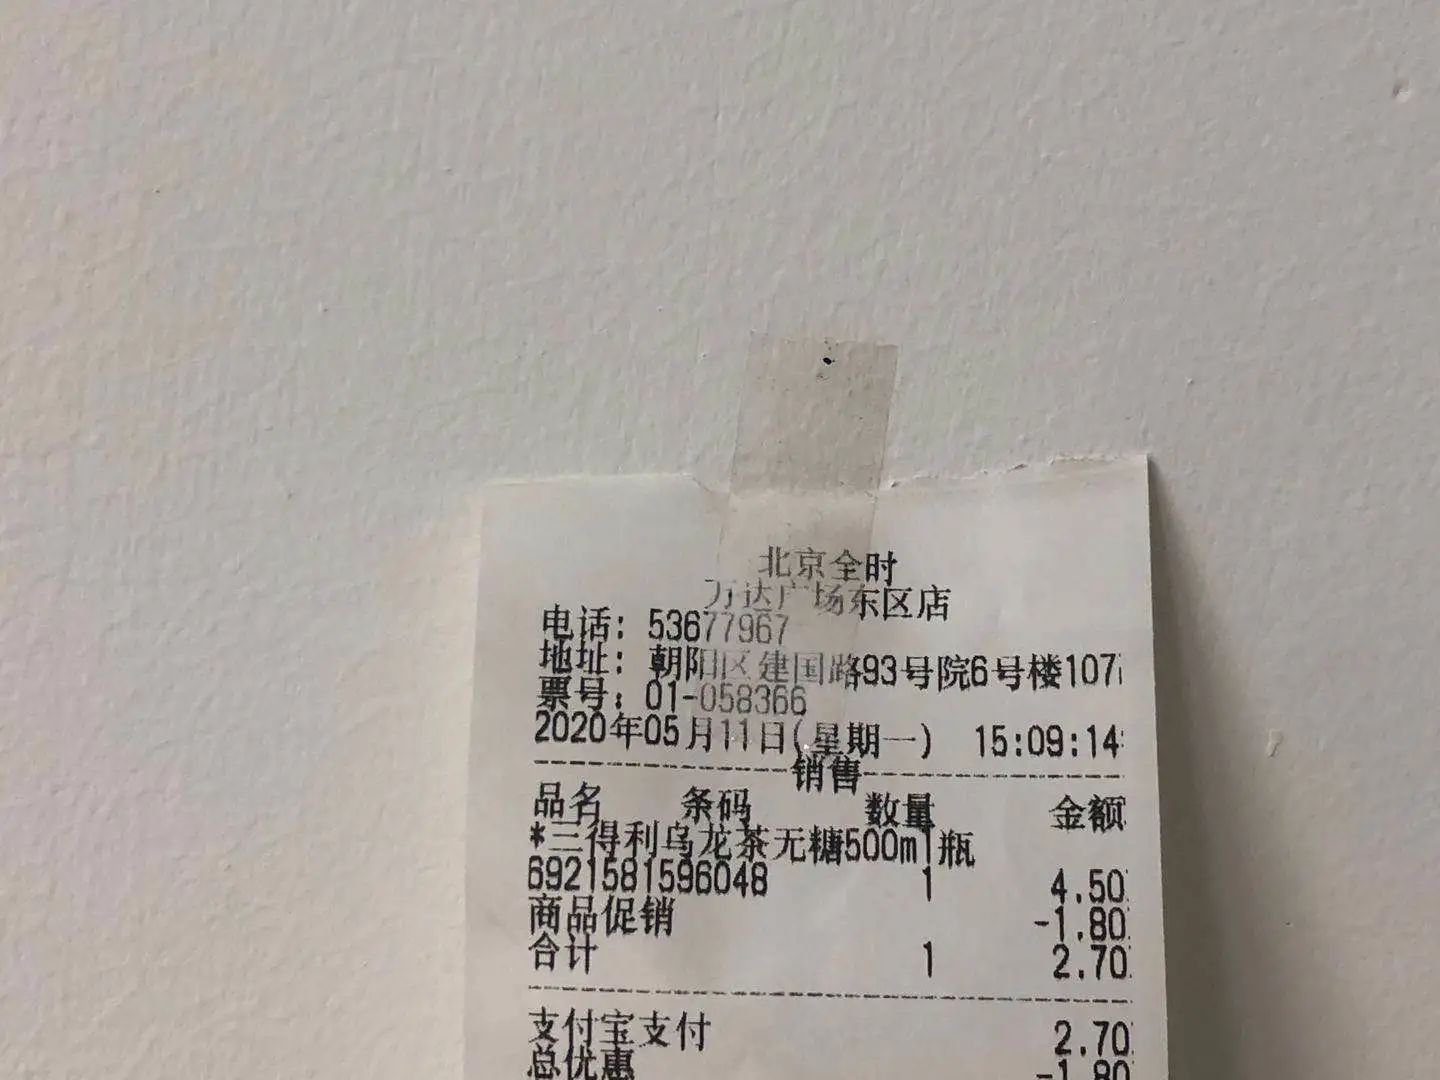 北京全时
万达广场东区店
电话: 53677967
地址: 朝阳区建国路93号院6号楼107
票号: 01-058366
2020年05月11日(星期一) 15:09:14
销售
品名 条码 数量 金额
*三得利乌龙茶无糖500ml瓶
6921581596048 1 4.50
商品促销 -1.80
合计 1 2.70
支付宝支付 2.70
总优惠 -1.80